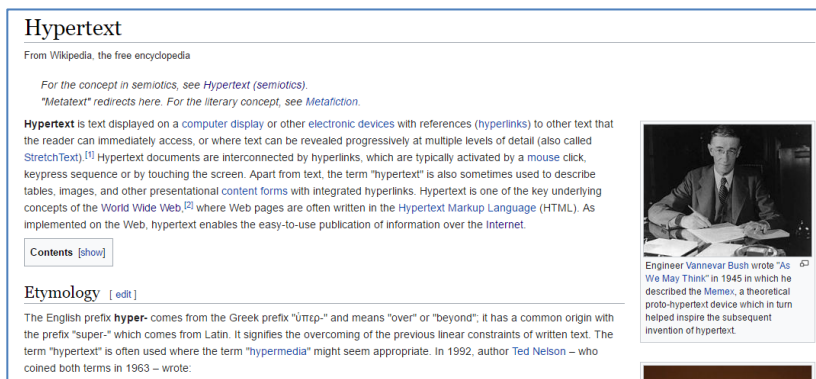 Hypertext
From Wikipedia, the free encyclopedia
For the concept in semiotics, see Hypertext (semiotics).
"Metatext" redirects here. For the literary concept, see Metafiction.
Hypertext is text displayed on a computer display or other electronic devices with references (hyperlinks) to other text that
the reader can immediately access, or where text can be revealed progressively at multiple levels of detail (also called
StretchText).[1] Hypertext documents are interconnected by hyperlinks, which are typically activated by a mouse click,
keypress sequence or by touching the screen. Apart from text, the term "hypertext" is also sometimes used to describe
tables, images, and other presentational content forms with integrated hyperlinks. Hypertext is one of the key underlying
concepts of the World Wide Web,[2] where Web pages are often written in the Hypertext Markup Language (HTML). As
implemented on the Web, hypertext enables the easy-to-use publication of information over the Internet.
Contents [show]
Engineer Vannevar Bush wrote "As
We May Think" in 1945 in which he
described the Memex, a theoretical
proto-hypertext device which in turn
helped inspire the subsequent
invention of hypertext.
Etymology [ edit ]
The English prefix hyper- comes from the Greek prefix "ὑπερ-" and means "over" or "beyond"; it has a common origin with
the prefix "super-" which comes from Latin. It signifies the overcoming of the previous linear constraints of written text. The
term "hypertext" is often used where the term "hypermedia" might seem appropriate. In 1992, author Ted Nelson – who
coined both terms in 1963 – wrote: